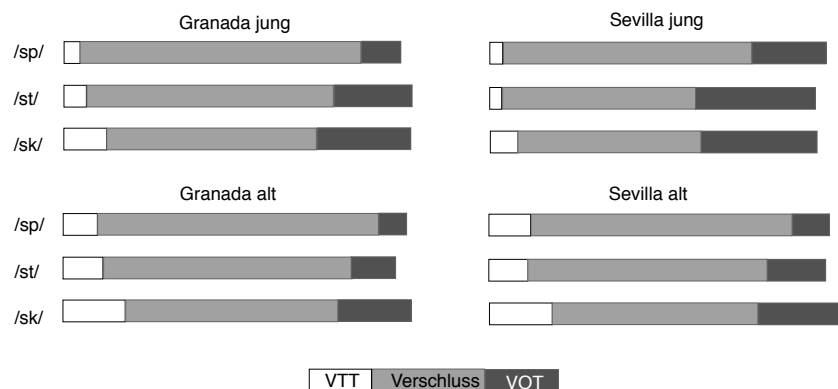 Granada jung Sevilla jung
/sp/
/st/
/sk/
Granada alt Sevilla alt
/sp/
/st/
/sk/
VTT Verschluss VOT